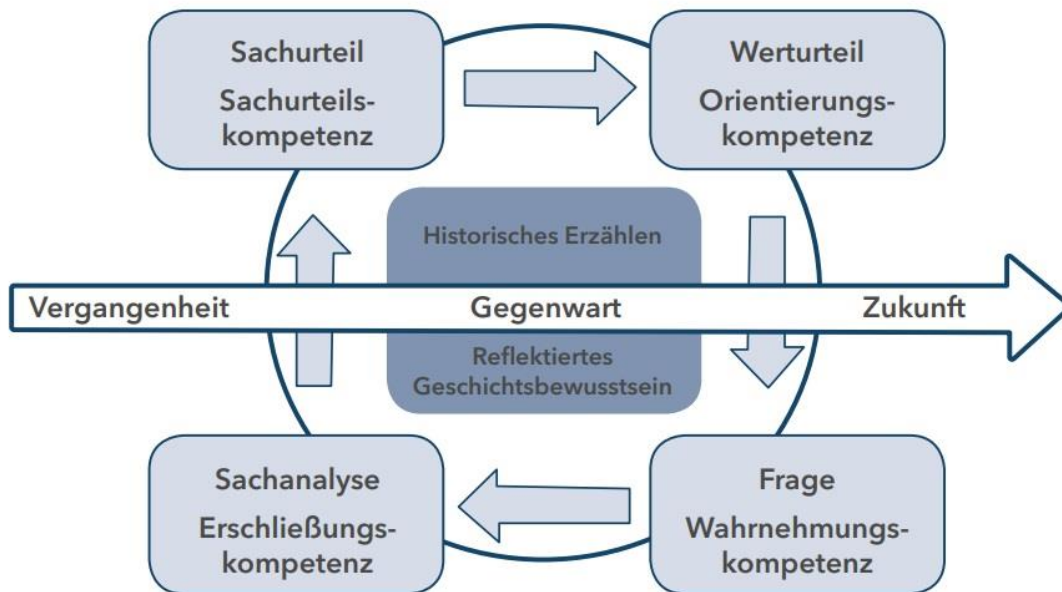 Sachurteil
Sachurteils-
kompetenz
Werturteil
Orientierungs-
kompetenz
Historisches Erzählen
Vergangenheit
Gegenwart
Zukunft
Reflektiertes
Geschichtsbewusstsein
Sachanalyse
Erschließungs-
kompetenz
Frage
Wahrnehmungs-
kompetenz